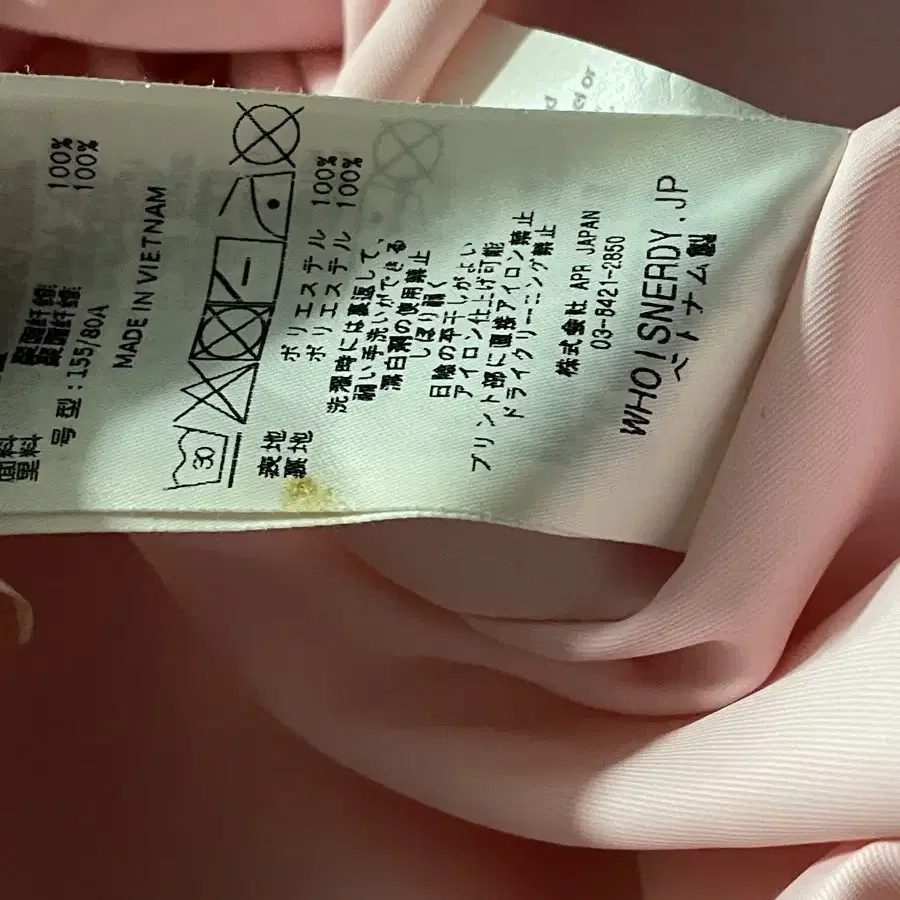 面料 100%
里料 100%
号型:155/80A
MADE IN VIETNAM
30
表地 ポリエステル 100%
裏地 ポリエステル 100%
洗濯時には裏返して、
弱い手洗いができる
漂白剤の使用禁止
しぼり弱く
日陰の平干しがよい
アイロン仕上げ可能
プリント部に直接アイロン禁止
ドライクリーニング禁止
株式會社 APR JAPAN
03-6421-2850
WHO!SNERDY.JP
ベトナム製